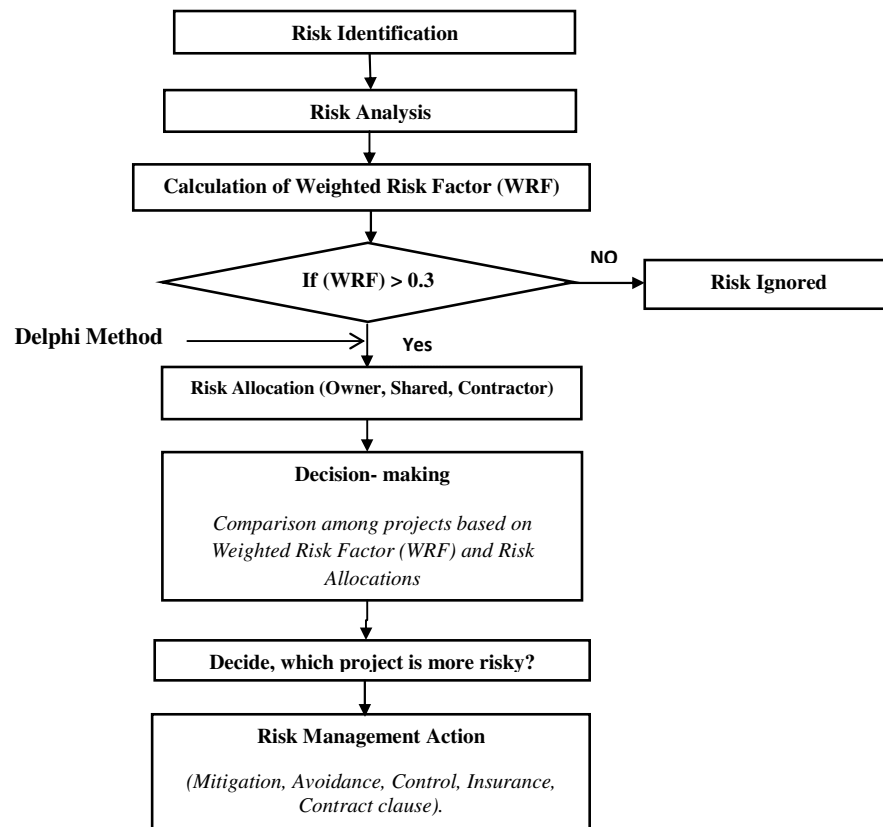 Risk Identification
Risk Analysis
Calculation of Weighted Risk Factor (WRF)
If (WRF) > 0.3
NO
Risk Ignored
Delphi Method
Yes
Risk Allocation (Owner, Shared, Contractor)
Decision- making
Comparison among projects based on
Weighted Risk Factor (WRF) and Risk
Allocations
Decide, which project is more risky?
Risk Management Action
(Mitigation, Avoidance, Control, Insurance,
Contract clause).